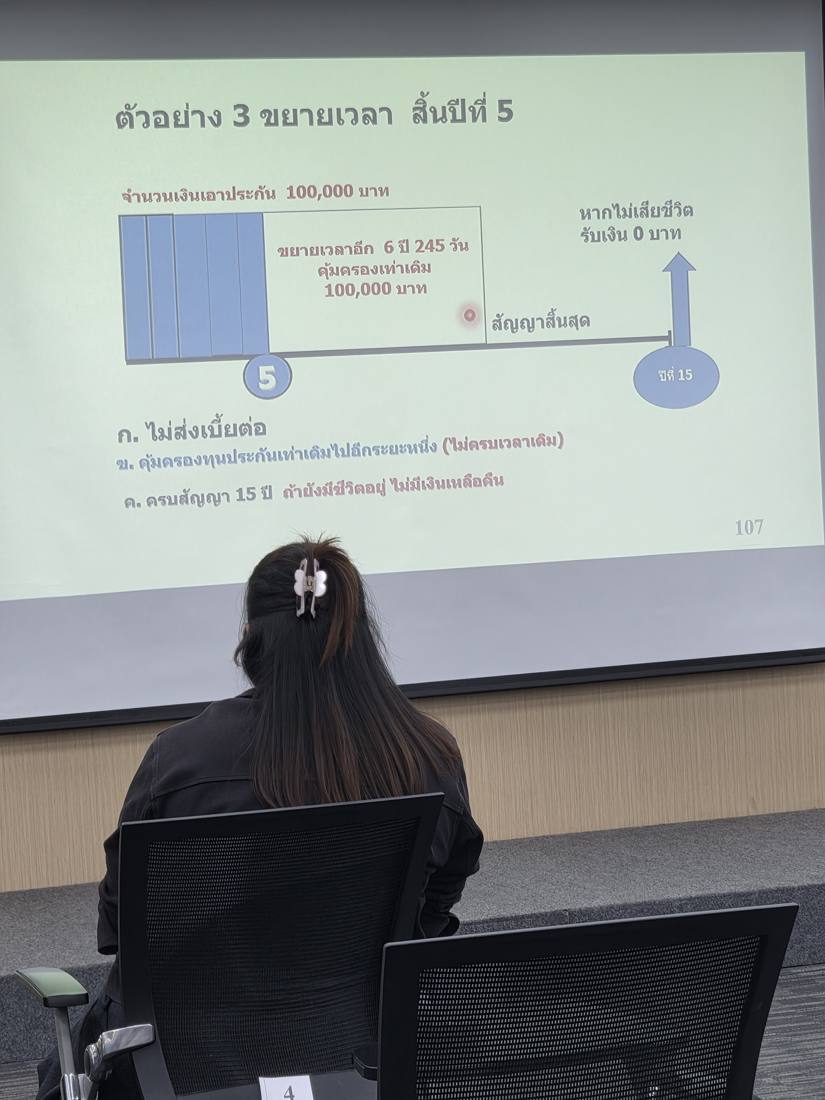 ตัวอย่าง 3 ขยายเวลา สิ้นปีที่ 5
จำนวนเงินเอาประกัน 100,000 บาท
ขยายเวลาอีก 6 ปี 245 วัน
คุ้มครองเท่าเดิม
100,000 บาท
หากไม่เสียชีวิต
รับเงิน 0 บาท
สัญญาสิ้นสุด
5
ปีที่ 15
ก. ไม่ส่งเบี้ยต่อ
ข. คุ้มครองทุนประกันเท่าเดิมไปอีกระยะหนึ่ง (ไม่ครบเวลาเดิม)
ค. ครบสัญญา 15 ปี ถ้ายังมีชีวิตอยู่ ไม่มีเงินเหลือคืน
107
4